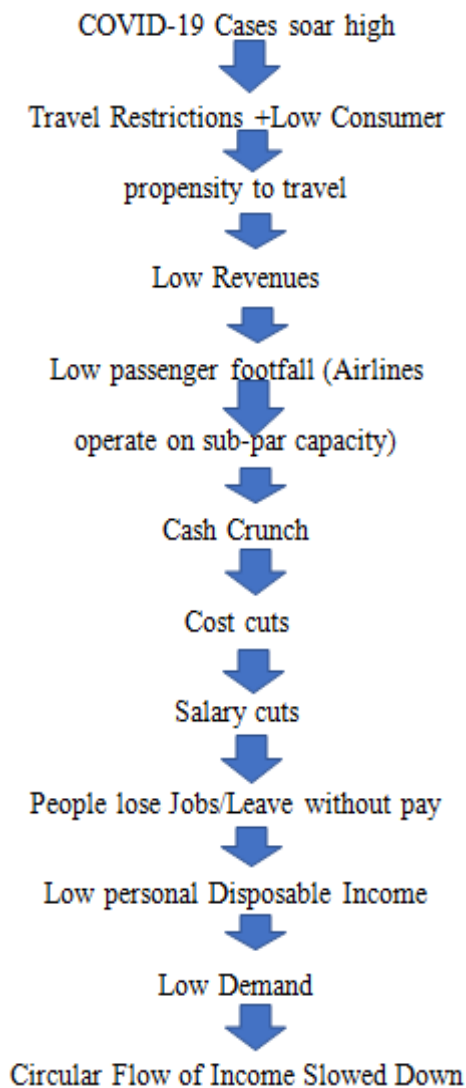 COVID-19 Cases soar high
Travel Restrictions +Low Consumer
propensity to travel
Low Revenues
Low passenger footfall (Airlines
operate on sub-par capacity)
Cash Crunch
Cost cuts
Salary cuts
People lose Jobs/Leave without pay
Low personal Disposable Income
Low Demand
Circular Flow of Income Slowed Down